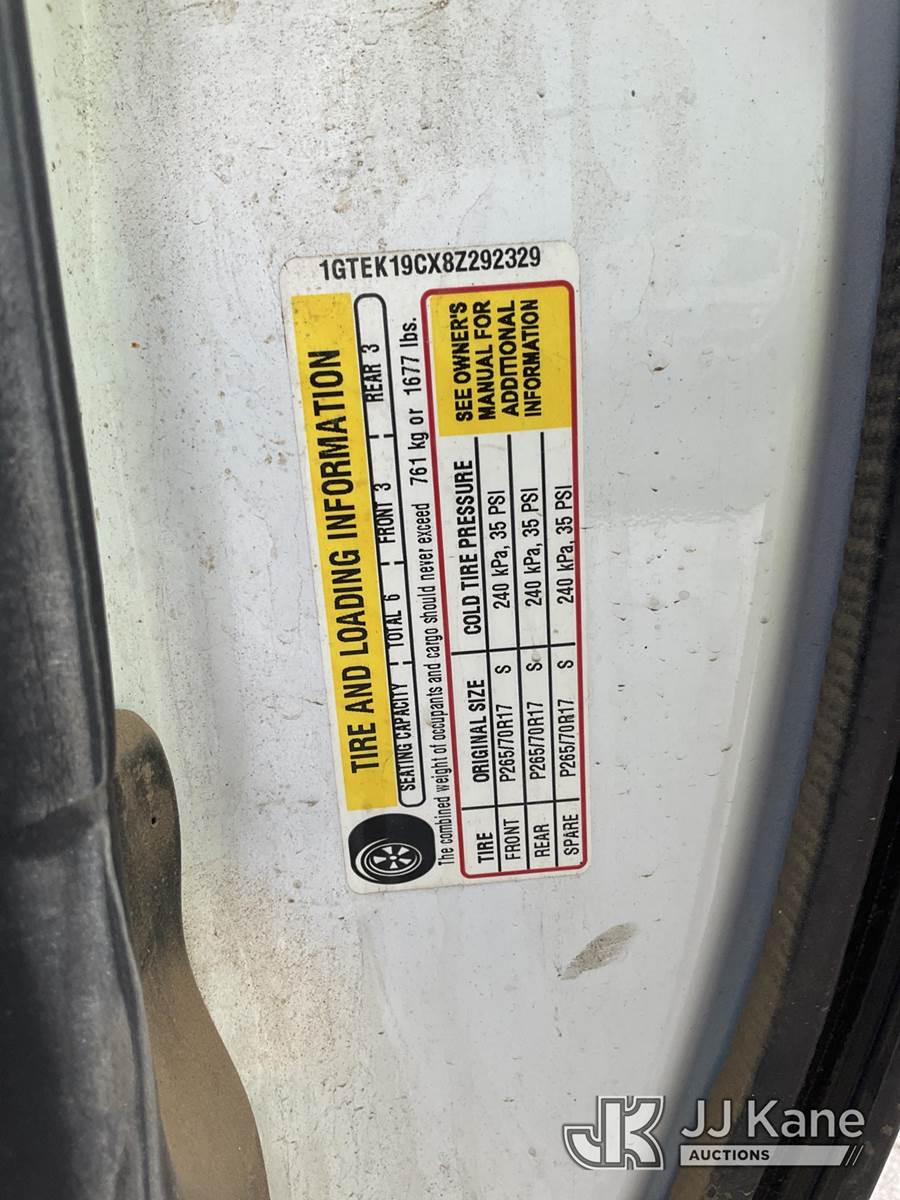 1GTEK19CX8Z292329
TIRE AND LOADING INFORMATION
SEATING CAPACITY TOTAL 6 FRONT 3 REAR 3
The combined weight of occupants and cargo should never exceed 761 kg or 1677 lbs.
TIRE ORIGINAL SIZE COLD TIRE PRESSURE
FRONT P265/70R17 S 240 kPa, 35 PSI
REAR P265/70R17 S 240 kPa, 35 PSI
SPARE P265/70R17 S 240 kPa, 35 PSI
SEE OWNER'S
MANUAL FOR
ADDITIONAL
INFORMATION
JK JJ Kane
AUCTIONS